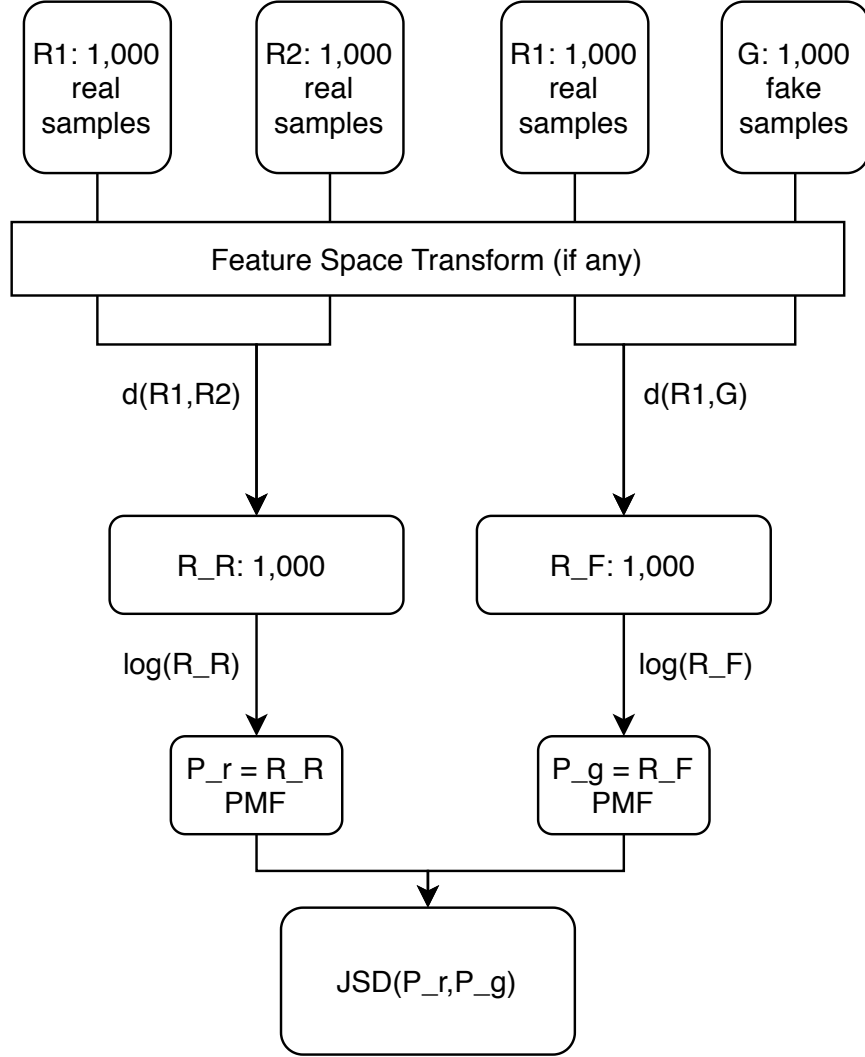 R1: 1,000
real
samples
R2: 1,000
real
samples
R1: 1,000
real
samples
G: 1,000
fake
samples
Feature Space Transform (if any)
d(R1,R2)
d(R1,G)
R_R: 1,000
R_F: 1,000
log(R_R)
log(R_F)
P_r = R_R
PMF
P_g = R_F
PMF
JSD(P_r,P_g)